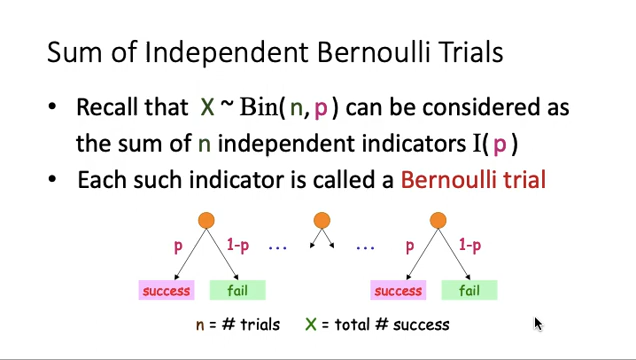 Sum of Independent Bernoulli Trials
• Recall that X ~ Bin( n, p ) can be considered as
the sum of n independent indicators I( p )
• Each such indicator is called a Bernoulli trial
p 1-p ... ... p 1-p
success fail success fail
n = # trials X = total # success